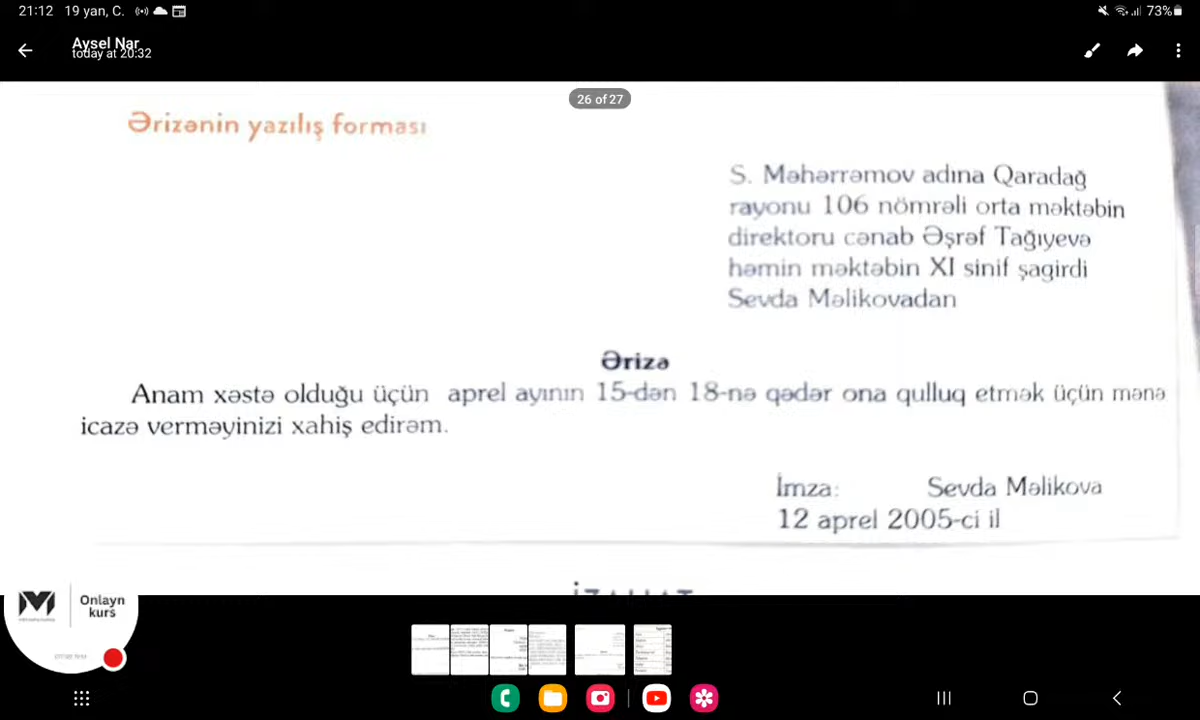 21:12 19 yan, C.
73%
Aysel Nar
today at 20:32
26 of 27
Ərizənin yazılış forması
S. Məhərrəmov adına Qaradağ
rayonu 106 nömrəli orta məktəbin
direktoru cənab Əşrəf Tağıyevə
həmin məktəbin XI sinif şagirdi
Sevda Məlikovadan
Ərizə
Anam xəstə olduğu üçün aprel ayının 15-dən 18-nə qədər ona qulluq etmək üçün mənə
icazə verməyinizi xahiş edirəm.
İmza: Sevda Məlikova
12 aprel 2005-ci il
İZAHAT
Onlayn
kurs